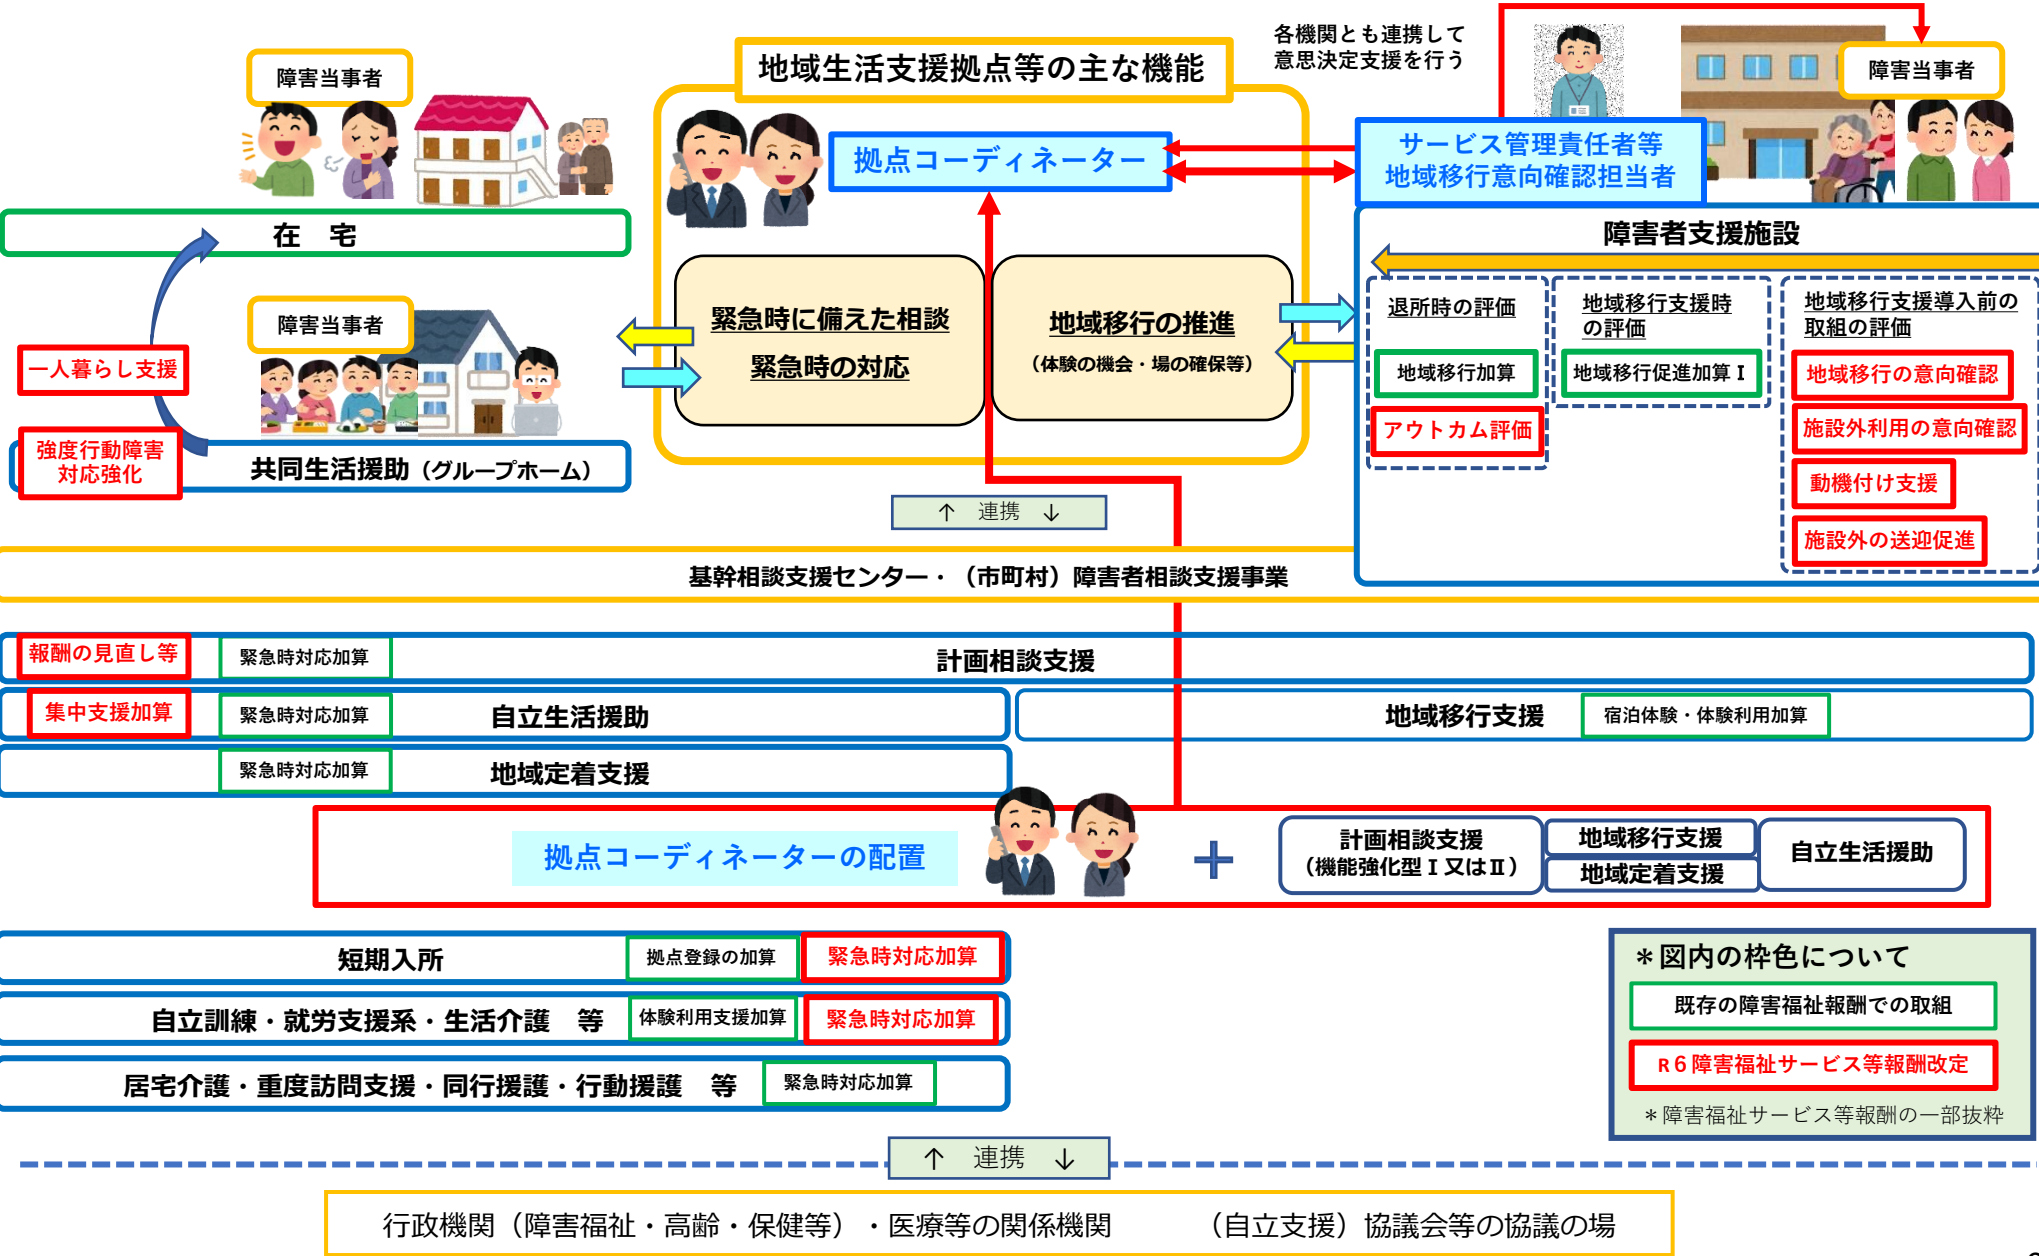 各機関とも連携して
意思決定支援を行う
障害当事者
地域生活支援拠点等の主な機能
障害当事者
拠点コーディネーター
サービス管理責任者等
地域移行意向確認担当者
在　宅
障害者支援施設
障害当事者
緊急時に備えた相談
緊急時の対応
地域移行の推進
（体験の機会・場の確保等）
退所時の評価
地域移行加算
アウトカム評価
地域移行支援時
の評価
地域移行促進加算Ⅰ
地域移行支援導入前の
取組の評価
地域移行の意向確認
施設外利用の意向確認
動機付け支援
施設外の送迎促進
一人暮らし支援
強度行動障害
対応強化
共同生活援助（グループホーム）
↑　連携　↓
基幹相談支援センター・（市町村）障害者相談支援事業
報酬の見直し等
緊急時対応加算
計画相談支援
集中支援加算
緊急時対応加算
自立生活援助
地域移行支援
宿泊体験・体験利用加算
緊急時対応加算
地域定着支援
拠点コーディネーターの配置
＋
計画相談支援
（機能強化型Ⅰ又はⅡ）
地域移行支援
地域定着支援
自立生活援助
短期入所
拠点登録の加算
緊急時対応加算
自立訓練・就労支援系・生活介護　等
体験利用支援加算
緊急時対応加算
居宅介護・重度訪問支援・同行援護・行動援護　等
緊急時対応加算
＊図内の枠色について
既存の障害福祉報酬での取組
R６障害福祉サービス等報酬改定
＊障害福祉サービス等報酬の一部抜粋
↑　連携　↓
行政機関（障害福祉・高齢・保健等）・医療等の関係機関　　　（自立支援）協議会等の協議の場